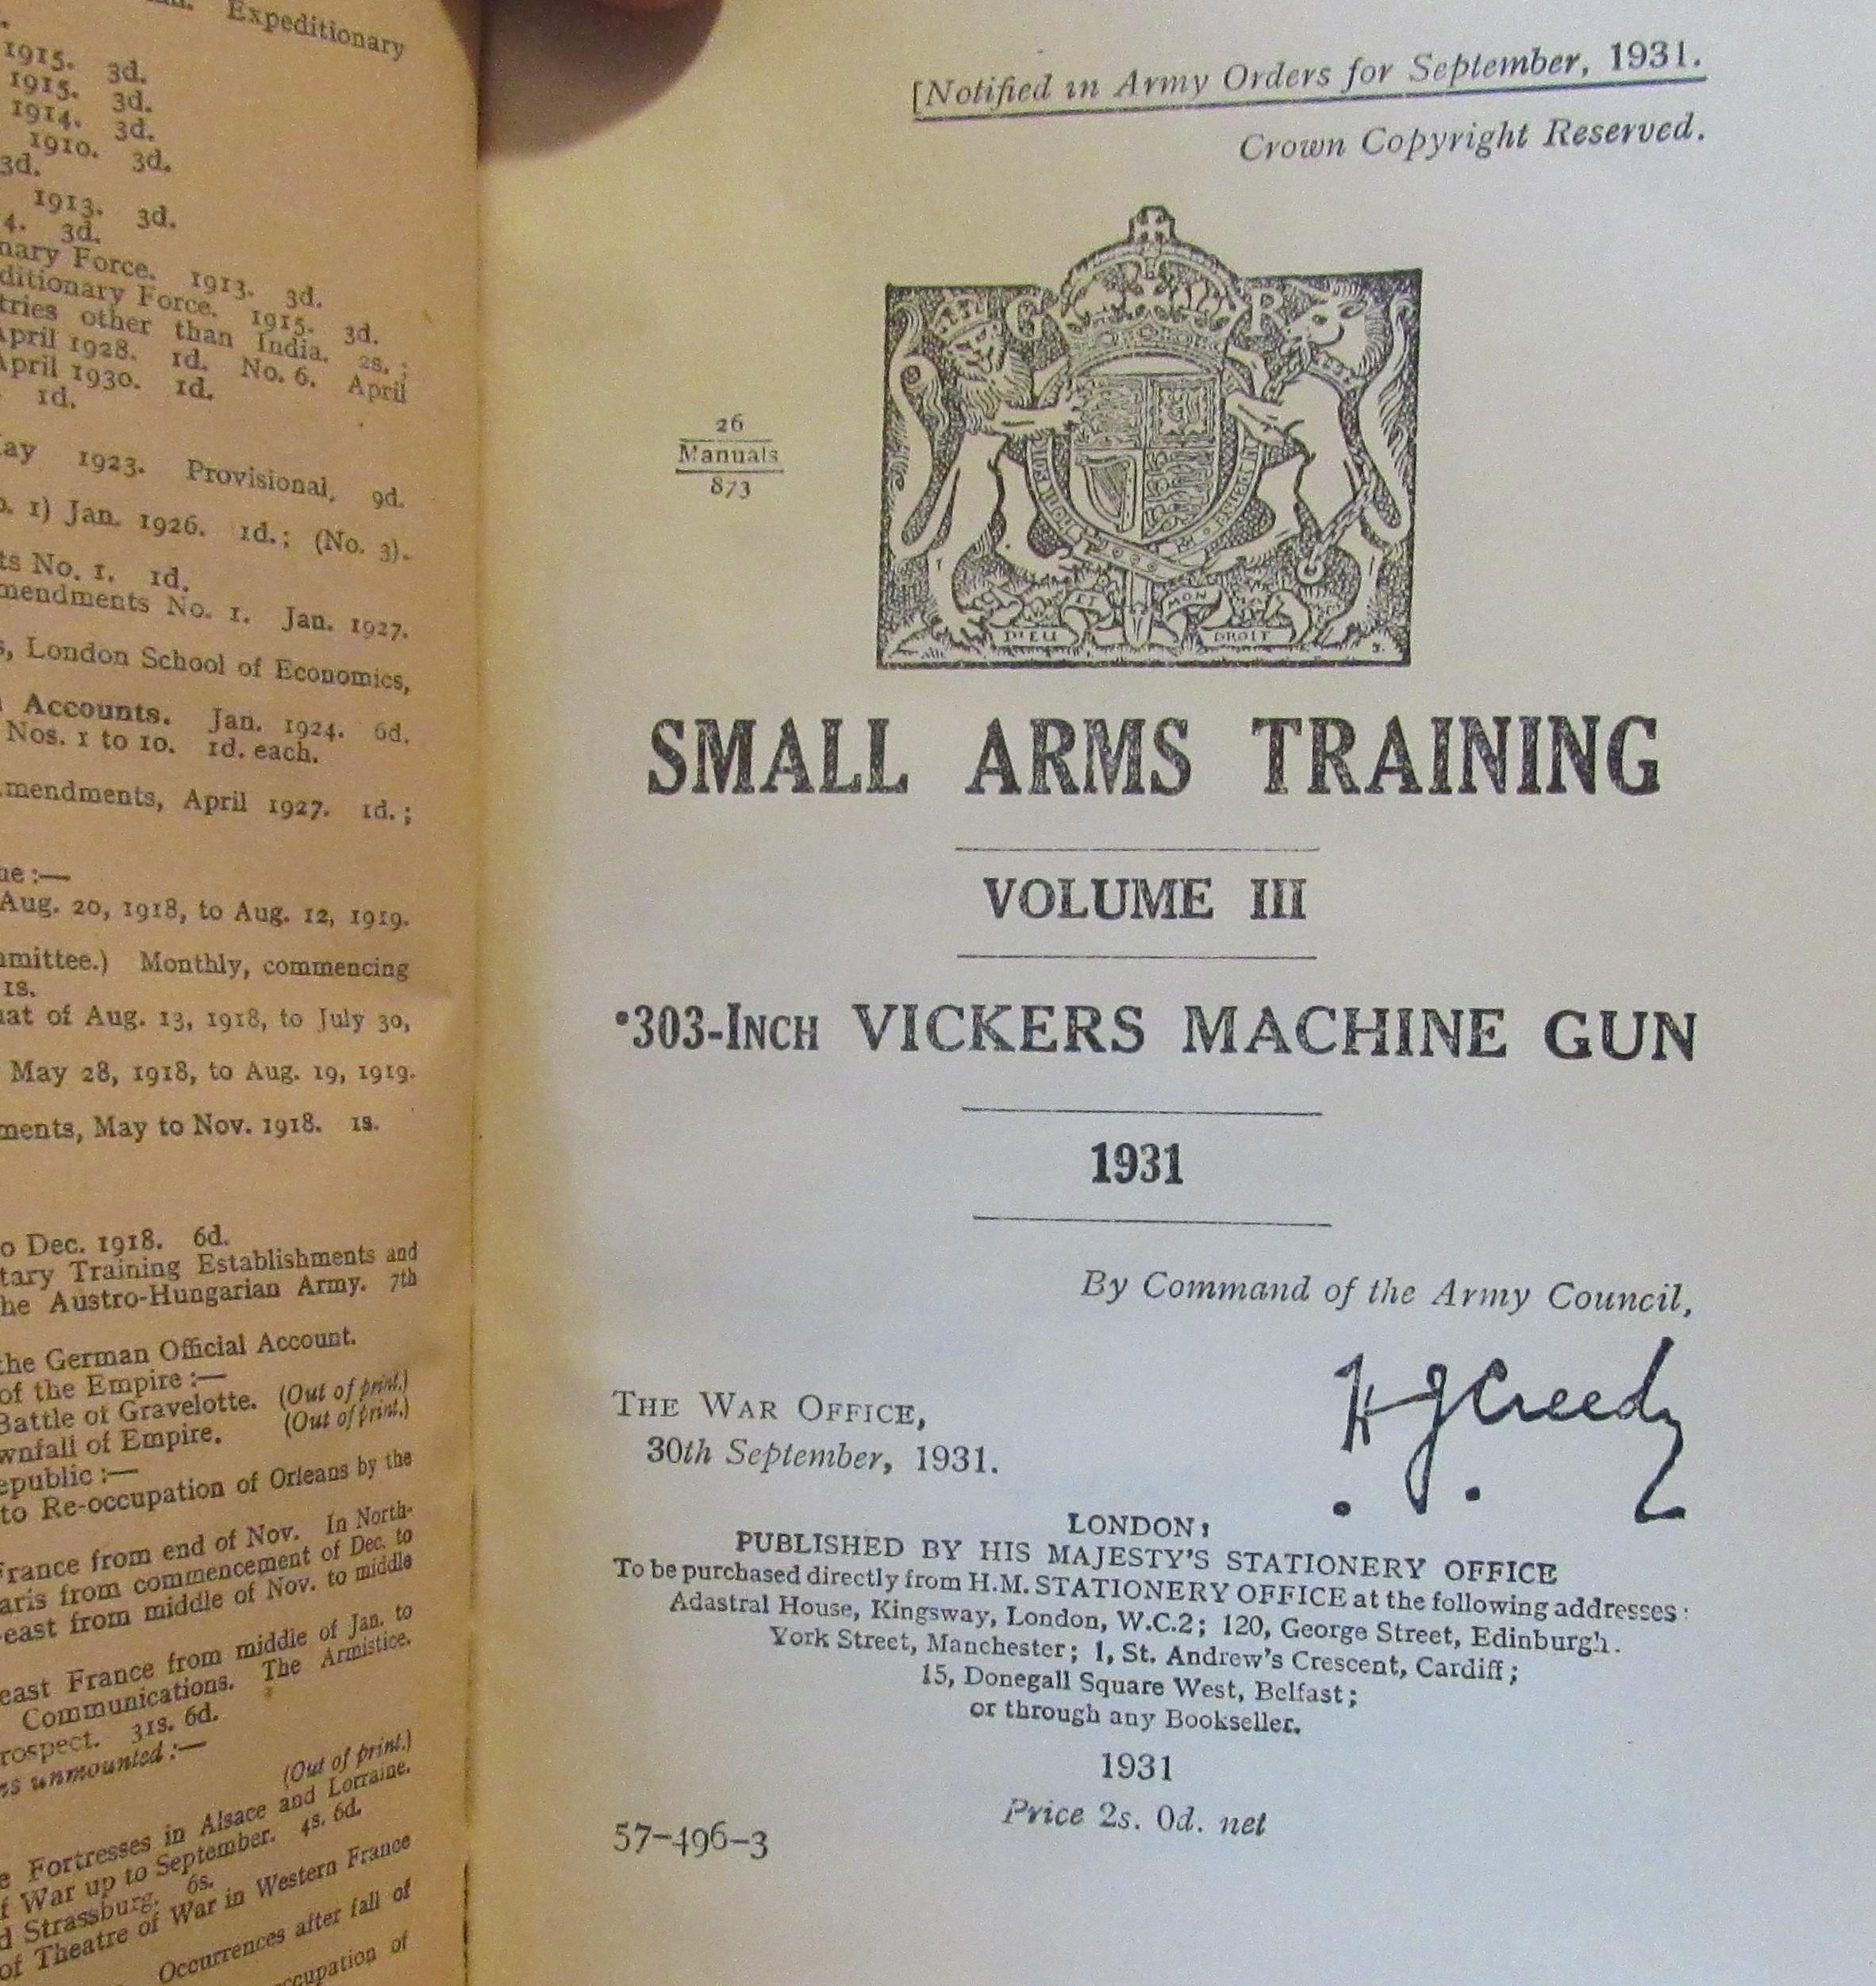 Expeditionary
1915. 3d.
1915. 3d.
1914. 3d.
1910. 3d.
3d.
1913. 3d.
4. 3d.
nary Force. 1913. 3d.
ditionary Force. 1915. 3d.
tries other than India. 2s. ;
April 1928. 1d. No. 6. April
April 1930. 1d.
1d.
ay 1923. Provisional, 9d.
o. 1) Jan. 1926. 1d.; (No. 3).
ts No. 1. 1d.
mendments No. 1. Jan. 1927.
s, London School of Economics,
Accounts. Jan. 1924. 6d.
Nos. 1 to 10. 1d. each.
mendments, April 1927. 1d. ;
ne :—
Aug. 20, 1918, to Aug. 12, 1919.
mmittee.) Monthly, commencing
1s.
hat of Aug. 13, 1918, to July 30,
May 28, 1918, to Aug. 19, 1919.
ments, May to Nov. 1918. 1s.
o Dec. 1918. 6d.
tary Training Establishments and
he Austro-Hungarian Army. 7th
the German Official Account.
of the Empire :—
Battle of Gravelotte. (Out of print.)
wnfall of Empire. (Out of print.)
epublic :—
to Re-occupation of Orleans by the
France from end of Nov. In North-
aris from commencement of Dec. to
-east from middle of Nov. to middle
east France from middle of Jan. to
Communications. The Armistice.
rospect. 31s. 6d.
ns unmounted :—
(Out of print.)
e Fortresses in Alsace and Lorraine.
f War up to September. 4s. 6d.
d Strassburg. 6s.
of Theatre of War in Western France
Occurrences after fall of
ccupation of
[Notified in Army Orders for September, 1931.
Crown Copyright Reserved.
G R
26
Manuals
873
DIEU ET MON DROIT
SMALL ARMS TRAINING
VOLUME III
·303-INCH VICKERS MACHINE GUN
1931
By Command of the Army Council,
H J Creedy
THE WAR OFFICE,
30th September, 1931.
LONDON:
PUBLISHED BY HIS MAJESTY'S STATIONERY OFFICE
To be purchased directly from H.M. STATIONERY OFFICE at the following addresses:
Adastral House, Kingsway, London, W.C.2; 120, George Street, Edinburgh.
York Street, Manchester; 1, St. Andrew's Crescent, Cardiff;
15, Donegall Square West, Belfast;
or through any Bookseller.
1931
Price 2s. 0d. net
57-496-3